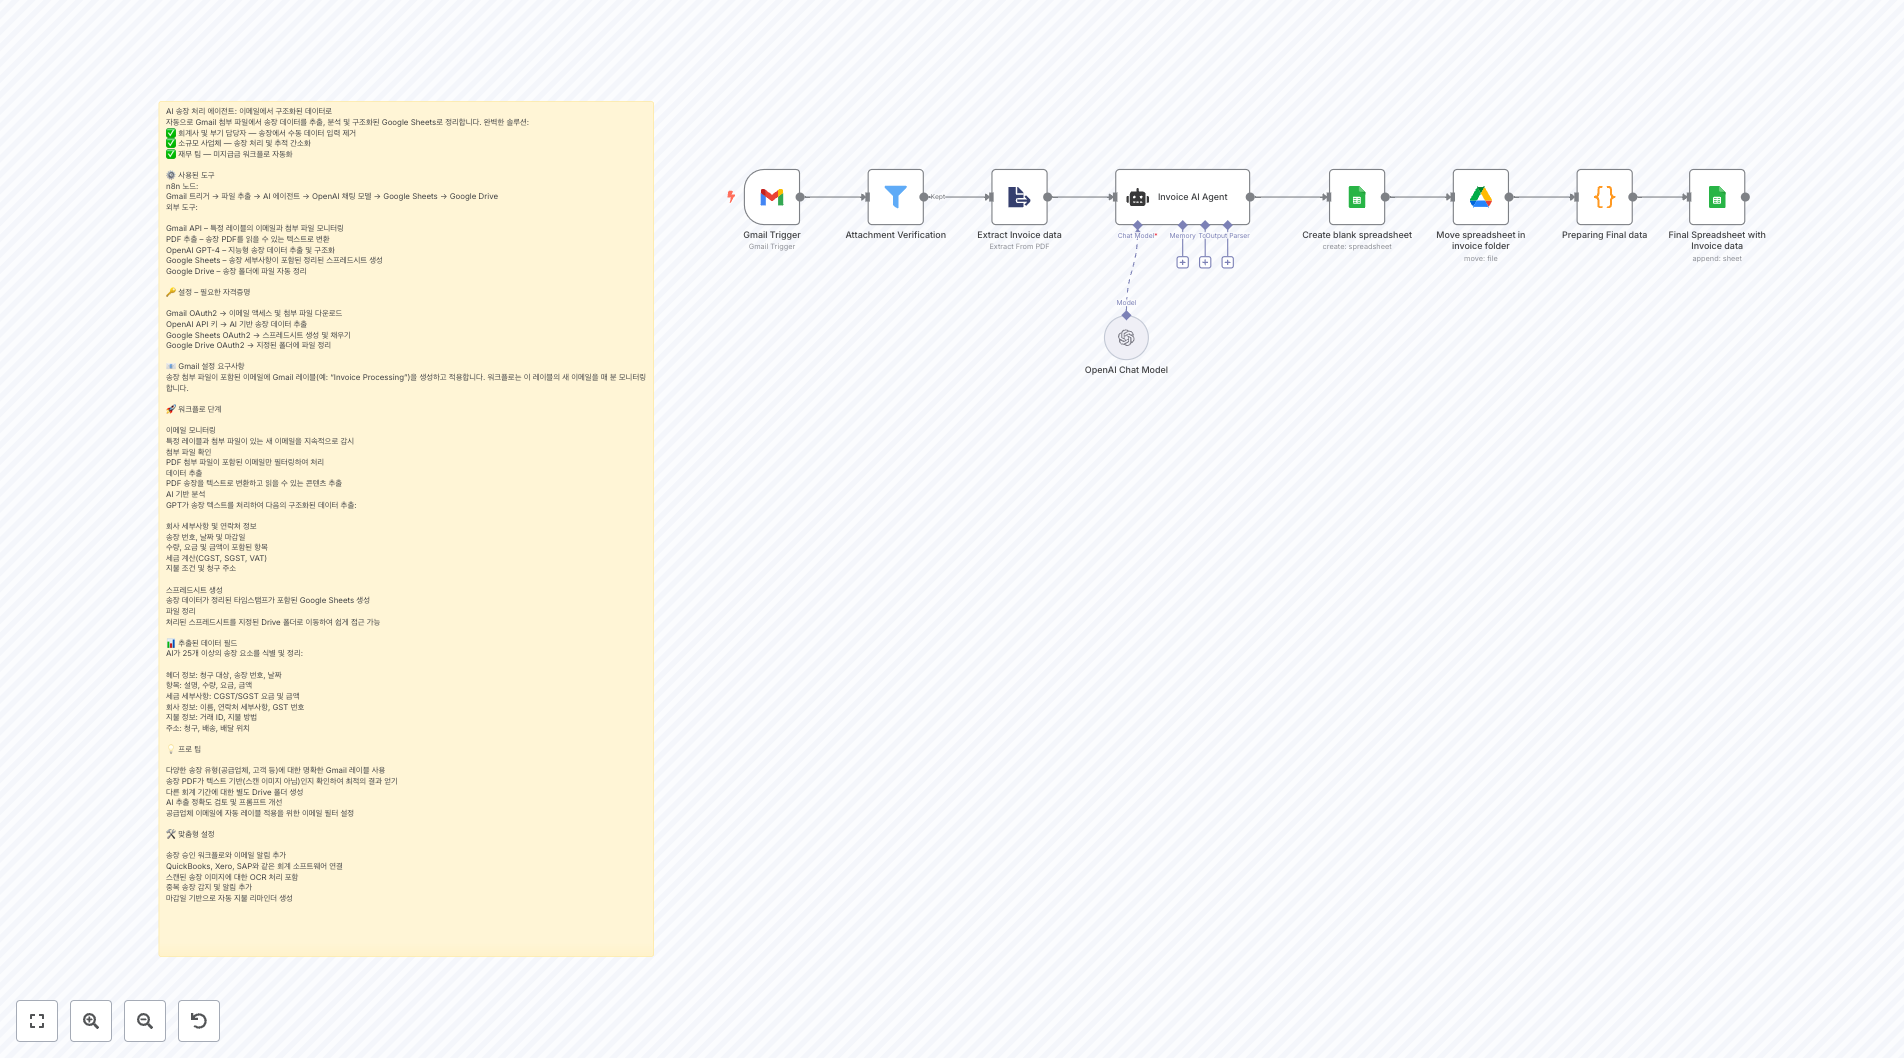 AI 송장 처리 에이전트: 이메일에서 구조화된 데이터로
자동으로 Gmail 첨부 파일에서 송장 데이터를 추출, 분석 및 구조화된 Google Sheets로 정리합니다. 완벽한 솔루션:
✅ 회계사 및 부기 담당자 — 송장에서 수동 데이터 입력 제거
✅ 소규모 사업체 — 송장 처리 및 추적 간소화
✅ 재무 팀 — 미지급금 워크플로 자동화
⚙️ 사용된 도구
n8n 노드:
Gmail 트리거 → 파일 추출 → AI 에이전트 → OpenAI 채팅 모델 → Google Sheets → Google Drive
외부 도구:
Gmail API – 특정 레이블의 이메일과 첨부 파일 모니터링
PDF 추출 – 송장 PDF를 읽을 수 있는 텍스트로 변환
OpenAI GPT-4 – 지능형 송장 데이터 추출 및 구조화
Google Sheets – 송장 세부사항이 포함된 정리된 스프레드시트 생성
Google Drive – 송장 폴더에 파일 자동 정리
🔑 설정 – 필요한 자격증명
Gmail OAuth2 → 이메일 액세스 및 첨부 파일 다운로드
OpenAI API 키 → AI 기반 송장 데이터 추출
Google Sheets OAuth2 → 스프레드시트 생성 및 채우기
Google Drive OAuth2 → 지정된 폴더에 파일 정리
📧 Gmail 설정 요구사항
송장 첨부 파일이 포함된 이메일에 Gmail 레이블(예: “Invoice Processing”)을 생성하고 적용합니다. 워크플로는 이 레이블의 새 이메일을 매 분 모니터링
합니다.
🚀 워크플로 단계
이메일 모니터링
특정 레이블과 첨부 파일이 있는 새 이메일을 지속적으로 감시
첨부 파일 확인
PDF 첨부 파일이 포함된 이메일만 필터링하여 처리
데이터 추출
PDF 송장을 텍스트로 변환하고 읽을 수 있는 콘텐츠 추출
AI 기반 분석
GPT가 송장 텍스트를 처리하여 다음의 구조화된 데이터 추출:
회사 세부사항 및 연락처 정보
송장 번호, 날짜 및 마감일
수량, 요금 및 금액이 포함된 항목
세금 계산(CGST, SGST, VAT)
지불 조건 및 청구 주소
스프레드시트 생성
송장 데이터가 정리된 타임스탬프가 포함된 Google Sheets 생성
파일 정리
처리된 스프레드시트를 지정된 Drive 폴더로 이동하여 쉽게 접근 가능
📊 추출된 데이터 필드
AI가 25개 이상의 송장 요소를 식별 및 정리:
헤더 정보: 청구 대상, 송장 번호, 날짜
항목: 설명, 수량, 요금, 금액
세금 세부사항: CGST/SGST 요금 및 금액
회사 정보: 이름, 연락처 세부사항, GST 번호
지불 정보: 거래 ID, 지불 방법
주소: 청구, 배송, 배달 위치
💡 프로 팁
다양한 송장 유형(공급업체, 고객 등)에 대한 명확한 Gmail 레이블 사용
송장 PDF가 텍스트 기반(스캔 이미지 아님)인지 확인하여 최적의 결과 얻기
다른 회계 기간에 대한 별도 Drive 폴더 생성
AI 추출 정확도 검토 및 프롬프트 개선
공급업체 이메일에 자동 레이블 적용을 위한 이메일 필터 설정
🛠️ 맞춤형 설정
송장 승인 워크플로와 이메일 알림 추가
QuickBooks, Xero, SAP와 같은 회계 소프트웨어 연결
스캔된 송장 이미지에 대한 OCR 처리 포함
중복 송장 감지 및 알림 추가
마감일 기반으로 자동 지불 리마인더 생성
Gmail Trigger
Gmail Trigger
Attachment Verification
Kept
Extract Invoice data
Extract From PDF
Invoice AI Agent
Chat Model*
Memory
To
Output Parser
Model
OpenAI Chat Model
Create blank spreadsheet
create: spreadsheet
Move spreadsheet in
invoice folder
move: file
Preparing Final data
Final Spreadsheet with
Invoice data
append: sheet